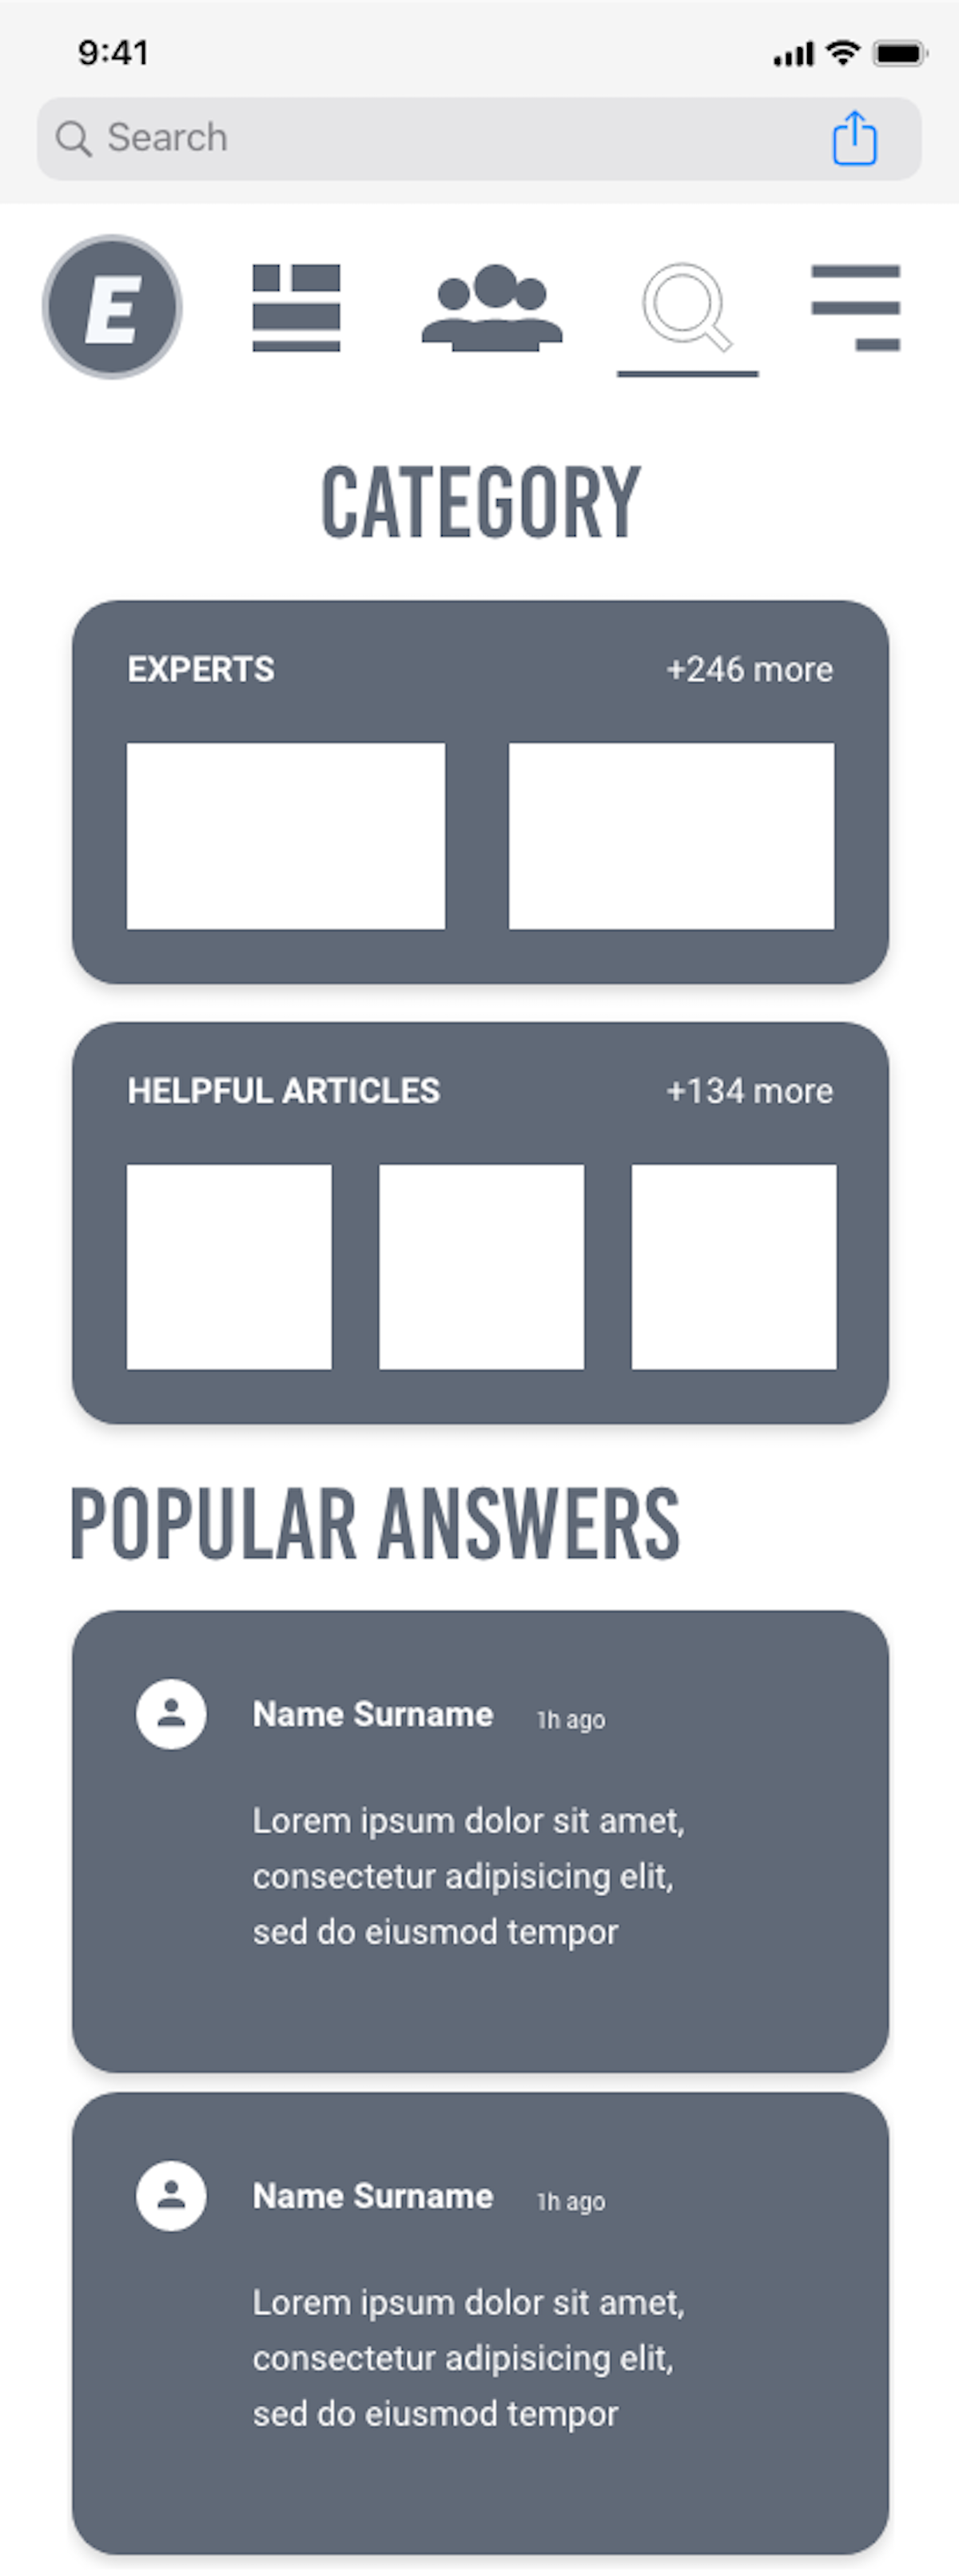 9:41
Search
E
CATEGORY
EXPERTS +246 more
HELPFUL ARTICLES +134 more
POPULAR ANSWERS
Name Surname 1h ago
Lorem ipsum dolor sit amet,
consectetur adipisicing elit,
sed do eiusmod tempor
Name Surname 1h ago
Lorem ipsum dolor sit amet,
consectetur adipisicing elit,
sed do eiusmod tempor